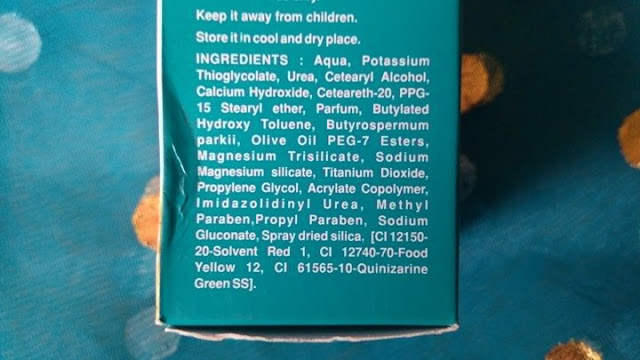 Keep it away from children.
Store it in cool and dry place.
INGREDIENTS : Aqua, Potassium
Thioglycolate, Urea, Cetearyl Alcohol,
Calcium Hydroxide, Ceteareth-20, PPG-
15 Stearyl ether, Parfum, Butylated
Hydroxy Toluene, Butyrospermum
parkii, Olive Oil PEG-7 Esters,
Magnesium Trisilicate, Sodium
Magnesium silicate, Titanium Dioxide,
Propylene Glycol, Acrylate Copolymer,
Imidazolidinyl Urea, Methyl
Paraben,Propyl Paraben, Sodium
Gluconate, Spray dried silica, [CI 12150-
20-Solvent Red 1, CI 12740-70-Food
Yellow 12, CI 61565-10-Quinizarine
Green SS].